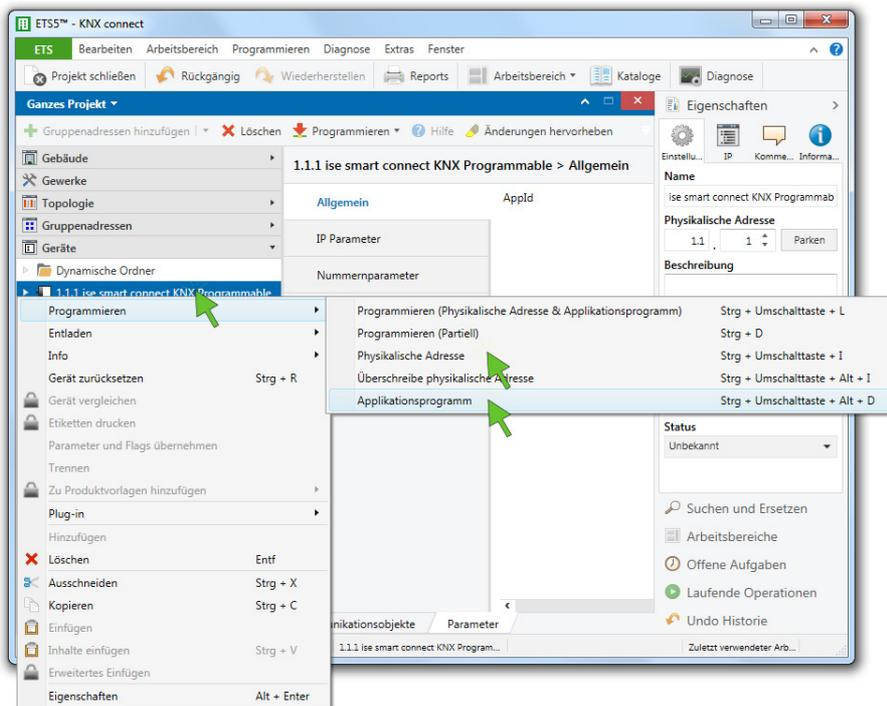 ETS5™ - KNX connect
ETS Bearbeiten Arbeitsbereich Programmieren Diagnose Extras Fenster
Projekt schließen Rückgängig Wiederherstellen Reports Arbeitsbereich Kataloge Diagnose
Ganzes Projekt
Gruppenadressen hinzufügen Löschen Programmieren Hilfe Änderungen hervorheben
Gebäude
Gewerke
Topologie
Gruppenadressen
Geräte
Dynamische Ordner
1.1.1 ise smart connect KNX Programmable
1.1.1 ise smart connect KNX Programmable > Allgemein
Allgemein AppId
IP Parameter
Nummernparameter
Eigenschaften
Einstellu... IP Komme... Informa...
Name
ise smart connect KNX Programmab
Physikalische Adresse
1.1 . 1 Parken
Beschreibung
Programmieren
Entladen
Info
Gerät zurücksetzen Strg + R
Gerät vergleichen
Etiketten drucken
Parameter und Flags übernehmen
Trennen
Zu Produktvorlagen hinzufügen
Plug-in
Hinzufügen
Löschen Entf
Ausschneiden Strg + X
Kopieren Strg + C
Einfügen
Inhalte einfügen Strg + V
Erweitertes Einfügen
Eigenschaften Alt + Enter
Programmieren (Physikalische Adresse & Applikationsprogramm) Strg + Umschalttaste + L
Programmieren (Partiell) Strg + D
Physikalische Adresse Strg + Umschalttaste + I
Überschreibe physikalische Adresse Strg + Umschalttaste + Alt + I
Applikationsprogramm Strg + Umschalttaste + Alt + D
Status
Unbekannt
Suchen und Ersetzen
Arbeitsbereiche
Offene Aufgaben
Laufende Operationen
Undo Historie
unikationsobjekte Parameter
1.1.1 ise smart connect KNX Program... Zuletzt verwendeter Arb...